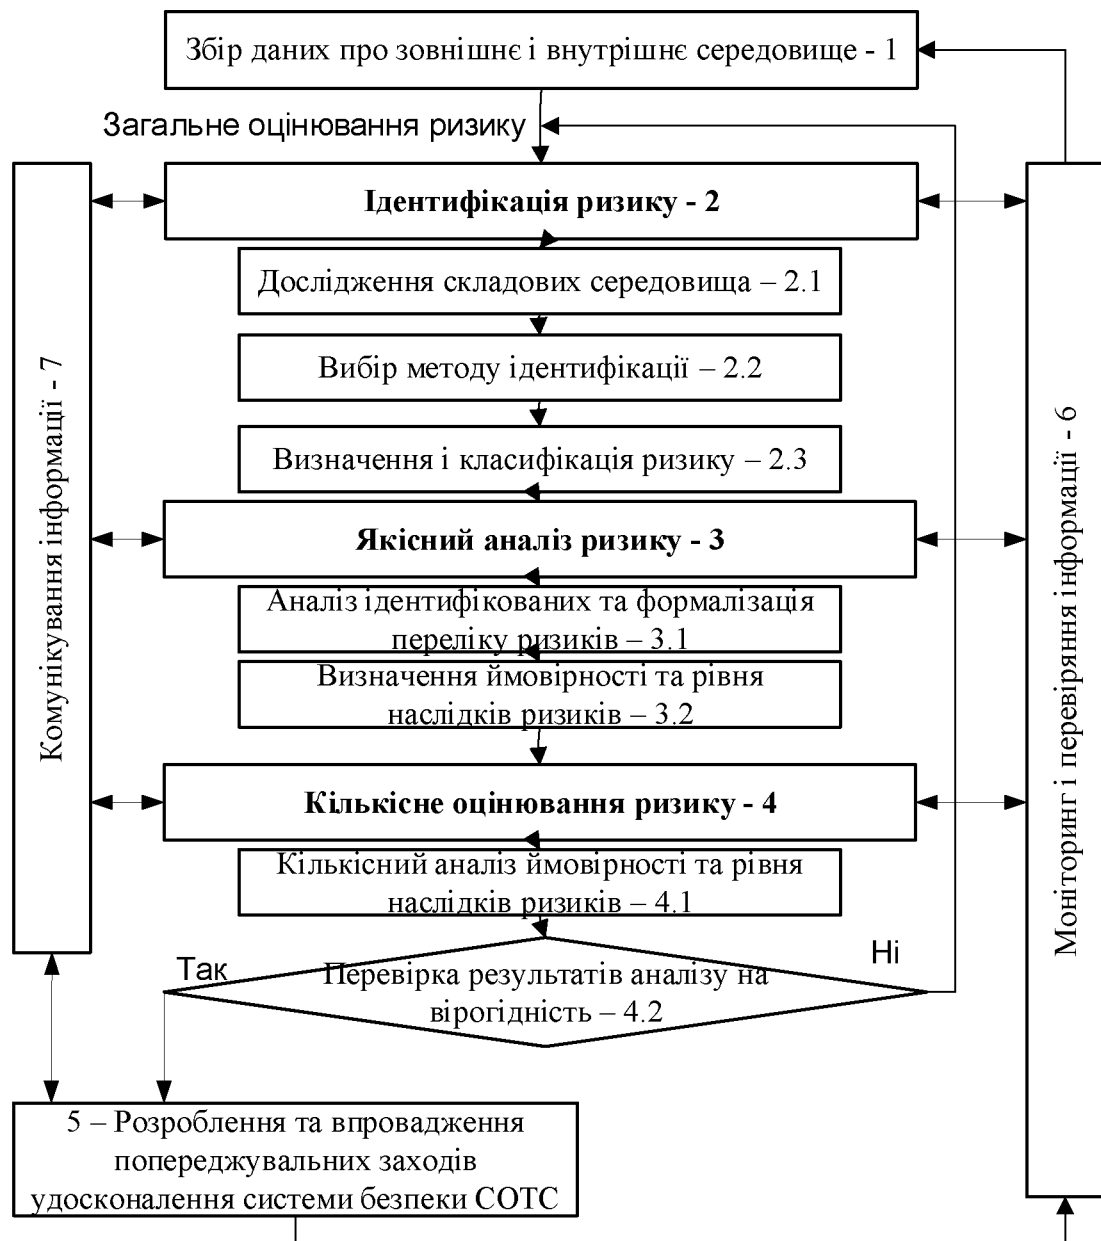 Збір даних про зовнішнє і внутрішнє середовище - 1
Загальне оцінювання ризику
Ідентифікація ризику - 2
Дослідження складових середовища – 2.1
Вибір методу ідентифікації – 2.2
Визначення і класифікація ризику – 2.3
Якісний аналіз ризику - 3
Аналіз ідентифікованих та формалізація
переліку ризиків – 3.1
Визначення ймовірності та рівня
наслідків ризиків – 3.2
Кількісне оцінювання ризику - 4
Кількісний аналіз ймовірності та рівня
наслідків ризиків – 4.1
Так
Ні
Перевірка результатів аналізу на
вірогідність – 4.2
5 – Розроблення та впровадження
попереджувальних заходів
удосконалення системи безпеки СОТС
Комунікування інформації - 7
Моніторинг і перевіряння інформації - 6